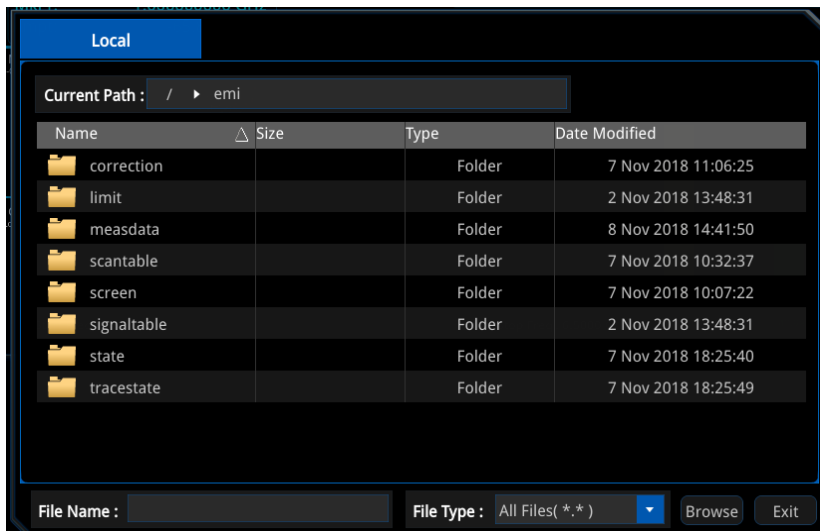 Local
Current Path : / ▸ emi
Name △ Size Type Date Modified
correction Folder 7 Nov 2018 11:06:25
limit Folder 2 Nov 2018 13:48:31
measdata Folder 8 Nov 2018 14:41:50
scantable Folder 7 Nov 2018 10:32:37
screen Folder 7 Nov 2018 10:07:22
signaltable Folder 2 Nov 2018 13:48:31
state Folder 7 Nov 2018 18:25:40
tracestate Folder 7 Nov 2018 18:25:49
File Name : File Type : All Files( *.* ) Browse Exit